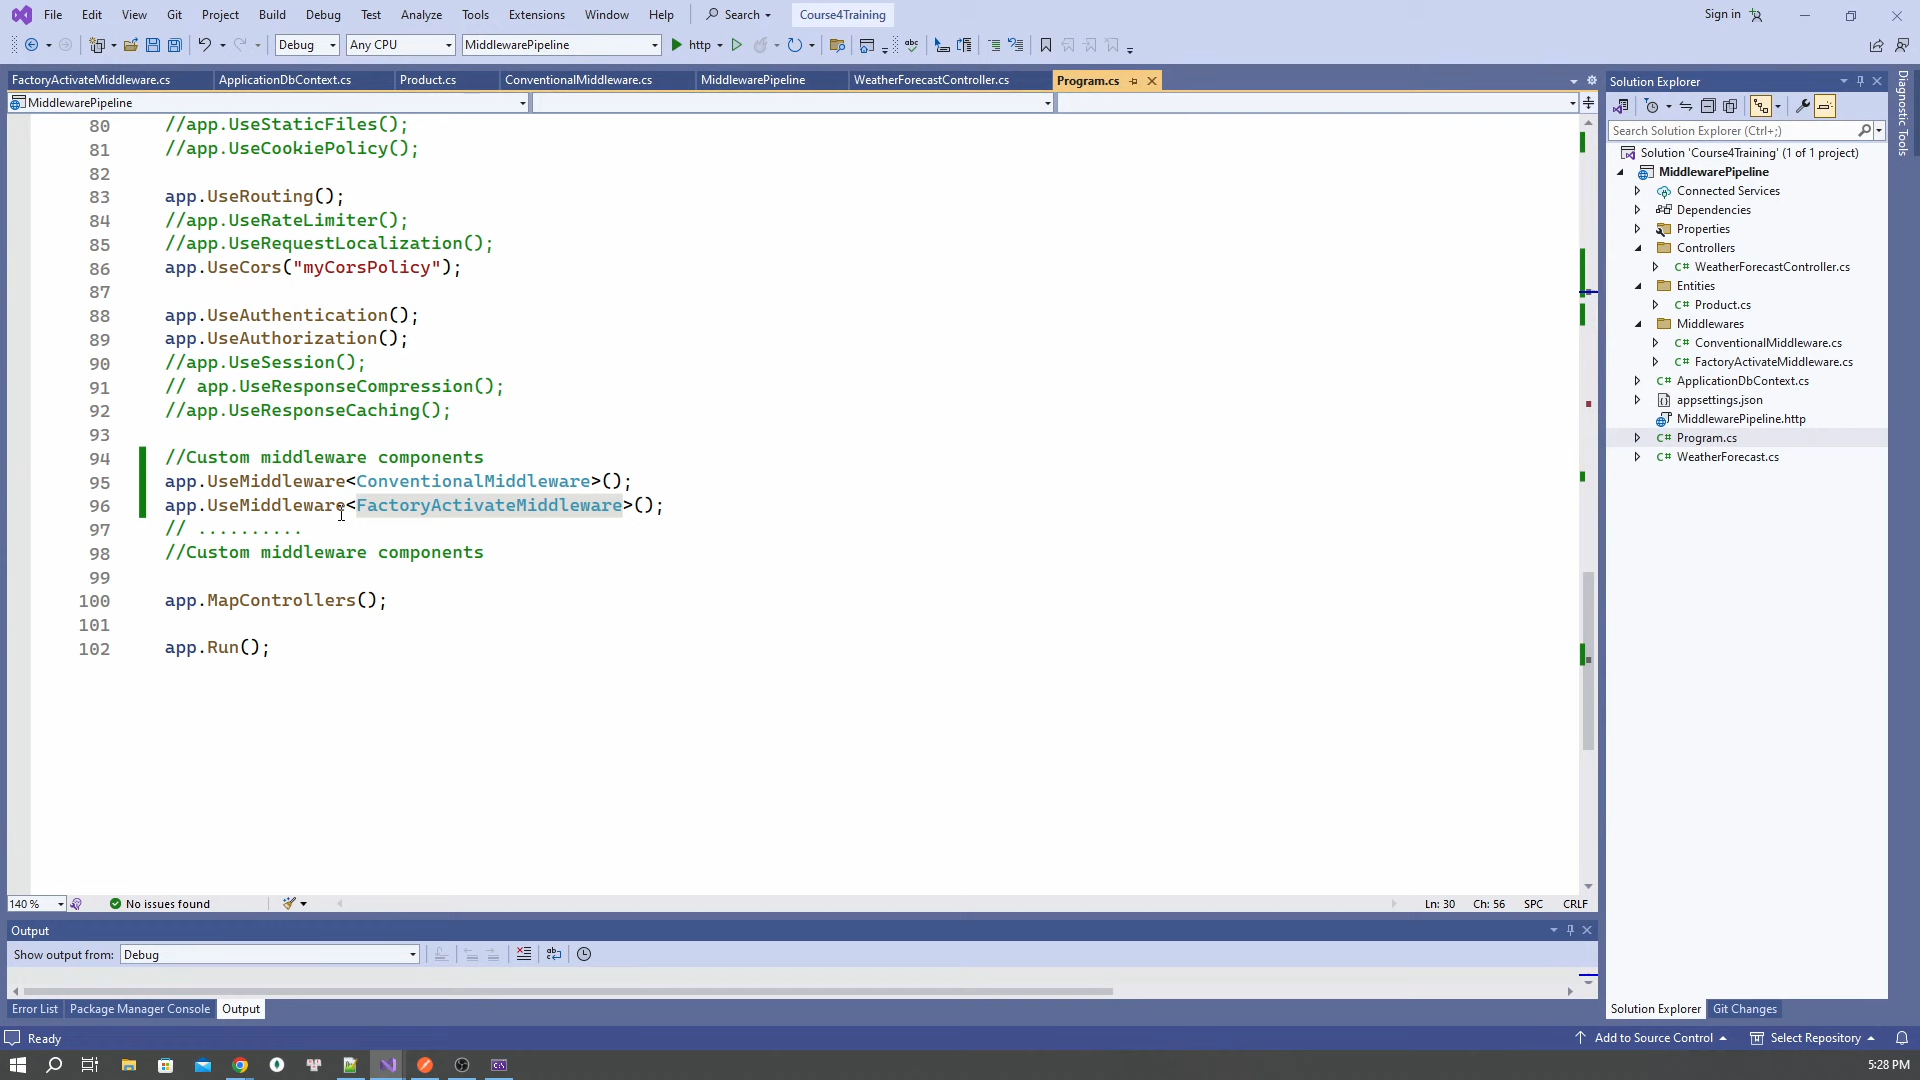 File Edit View Git Project Build Debug Test Analyze Tools Extensions Window Help Search Course4Training Sign in
Debug Any CPU MiddlewarePipeline http
FactoryActivateMiddleware.cs ApplicationDbContext.cs Product.cs ConventionalMiddleware.cs MiddlewarePipeline WeatherForecastController.cs Program.cs
MiddlewarePipeline
80 //app.UseStaticFiles();
81 //app.UseCookiePolicy();
82
83 app.UseRouting();
84 //app.UseRateLimiter();
85 //app.UseRequestLocalization();
86 app.UseCors("myCorsPolicy");
87
88 app.UseAuthentication();
89 app.UseAuthorization();
90 //app.UseSession();
91 // app.UseResponseCompression();
92 //app.UseResponseCaching();
93
94 //Custom middleware components
95 app.UseMiddleware<ConventionalMiddleware>();
96 app.UseMiddleware<FactoryActivateMiddleware>();
97 // ..........
98 //Custom middleware components
99
100 app.MapControllers();
101
102 app.Run();
140 % No issues found Ln: 30 Ch: 56 SPC CRLF
Output
Show output from: Debug
Error List Package Manager Console Output
Solution Explorer
Search Solution Explorer (Ctrl+;)
Solution 'Course4Training' (1 of 1 project)
MiddlewarePipeline
Connected Services
Dependencies
Properties
Controllers
C# WeatherForecastController.cs
Entities
C# Product.cs
Middlewares
C# ConventionalMiddleware.cs
C# FactoryActivateMiddleware.cs
C# ApplicationDbContext.cs
appsettings.json
MiddlewarePipeline.http
C# Program.cs
C# WeatherForecast.cs
Solution Explorer Git Changes
Diagnostic Tools
Ready Add to Source Control Select Repository
5:28 PM